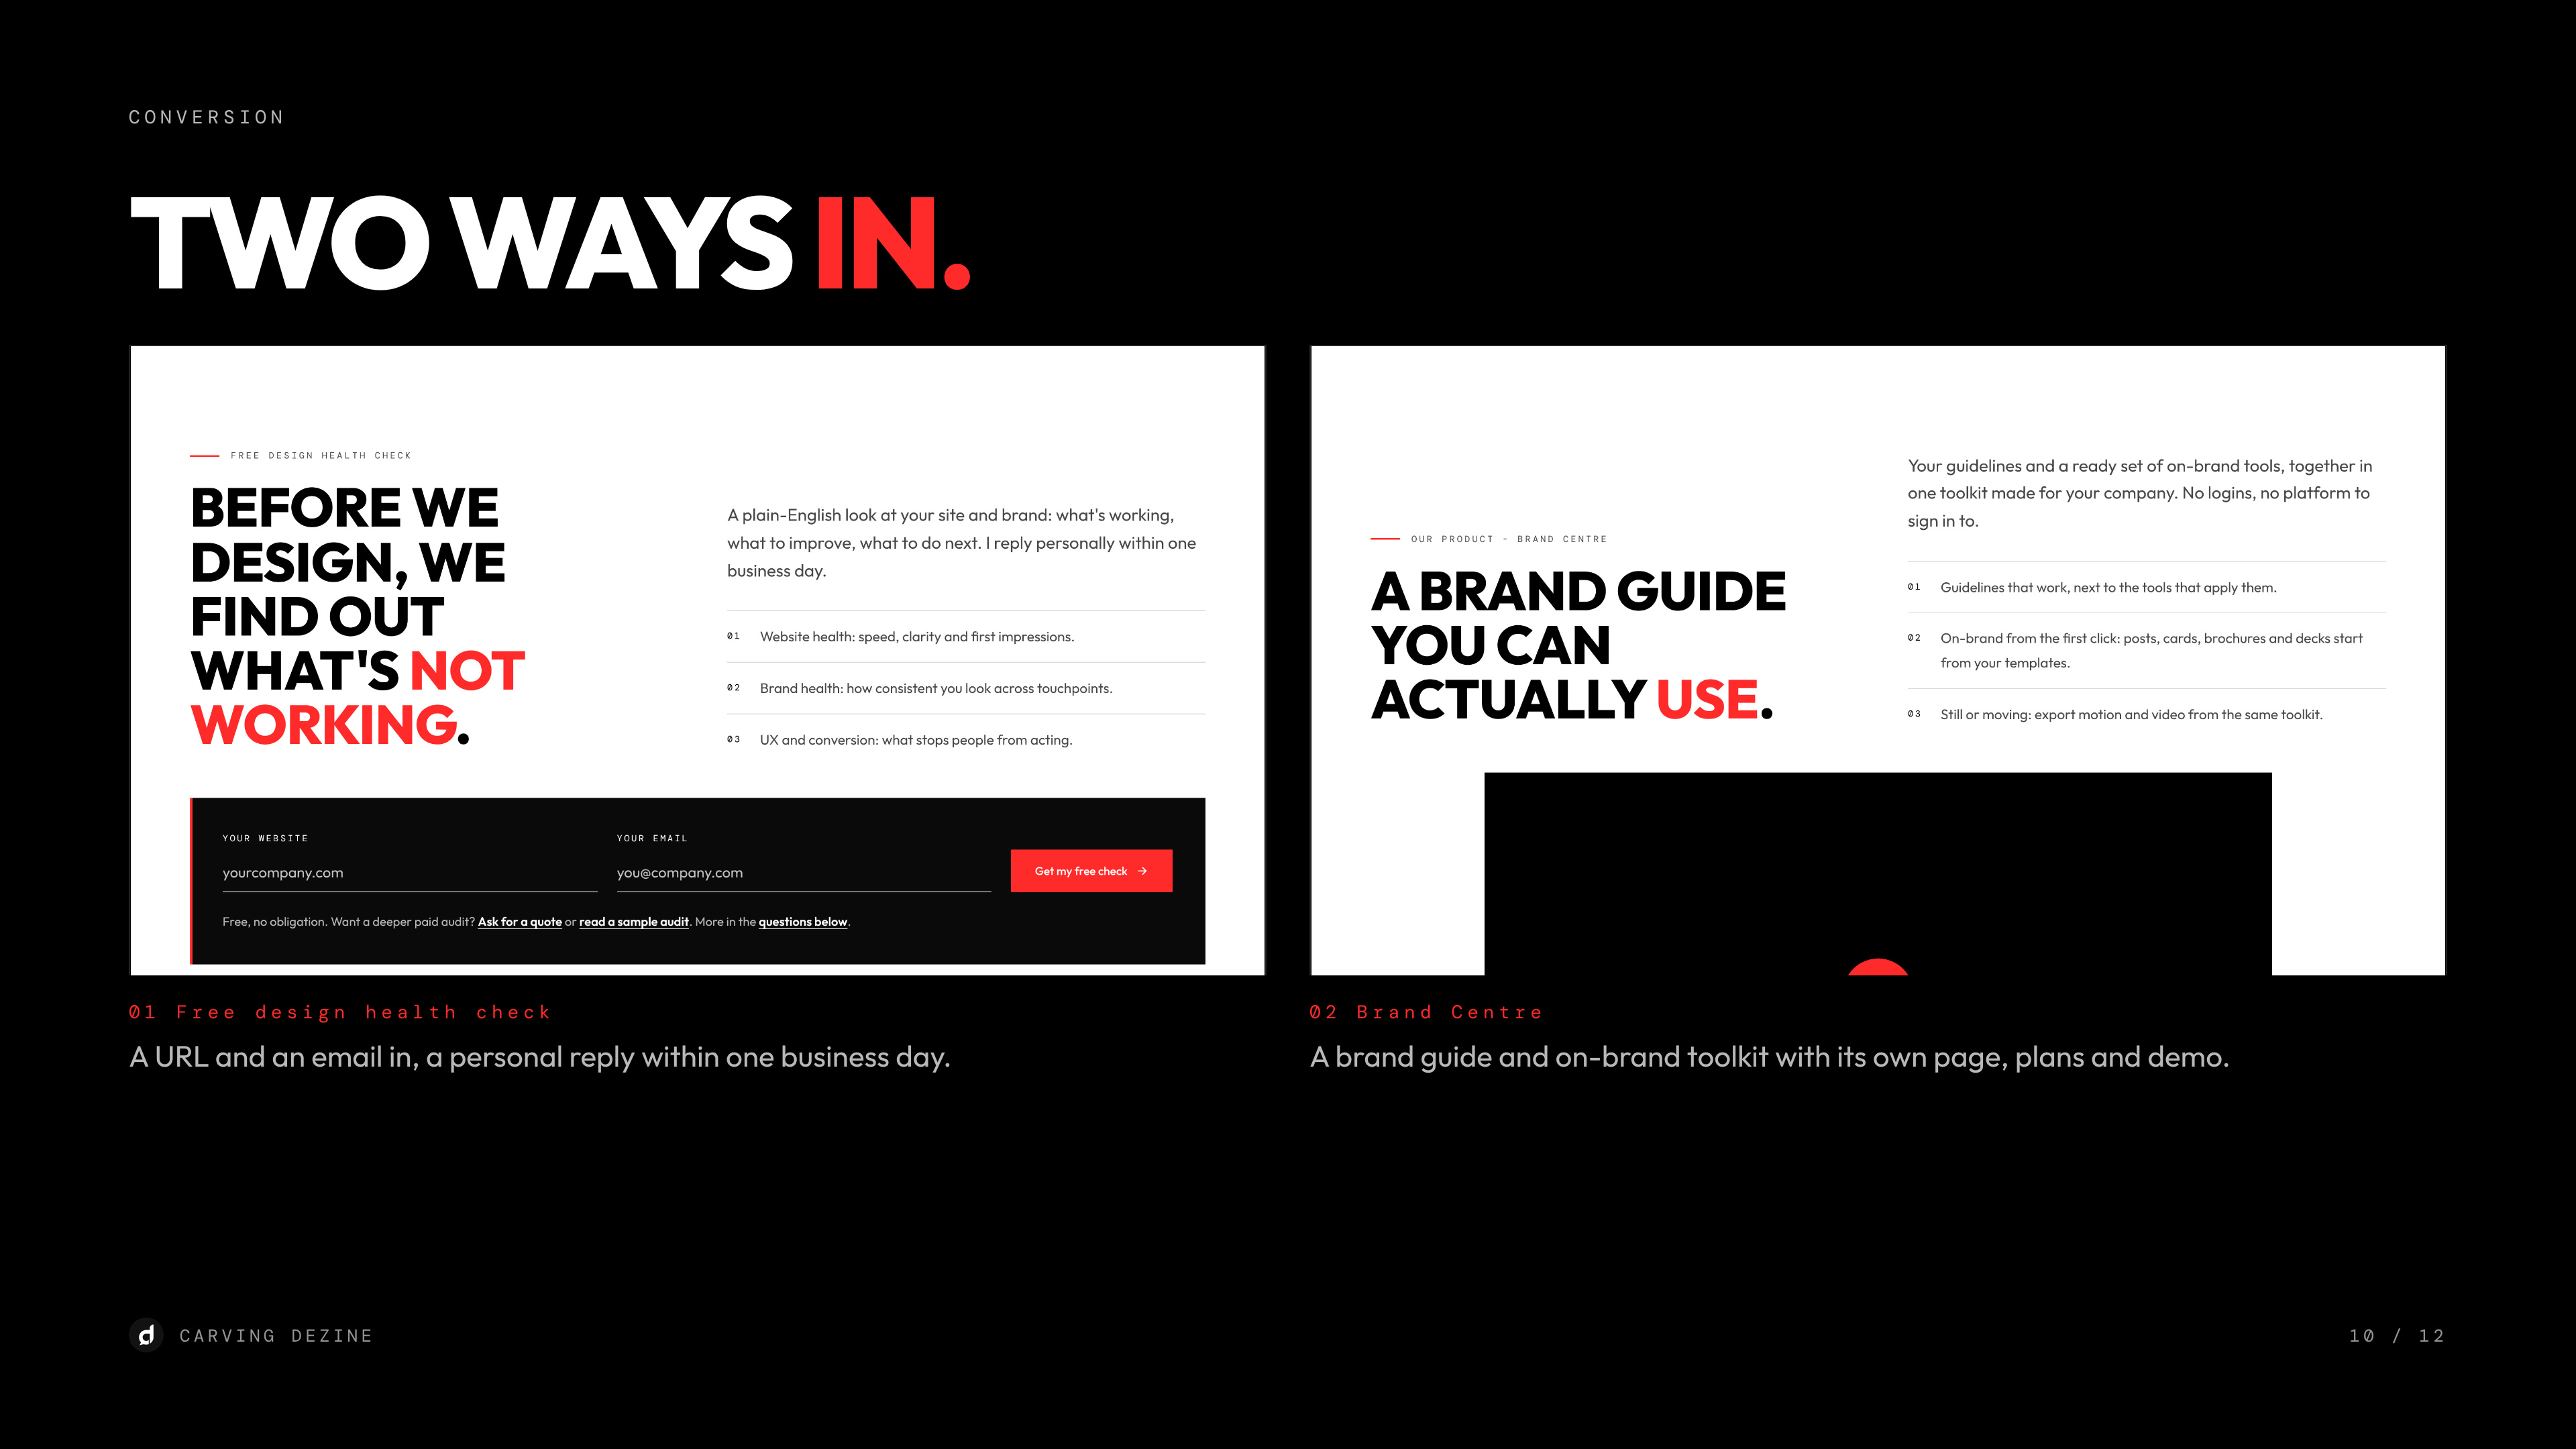 CONVERSION
TWO WAYS IN.
FREE DESIGN HEALTH CHECK
BEFORE WE
DESIGN, WE
FIND OUT
WHAT'S NOT
WORKING.
A plain-English look at your site and brand: what's working,
what to improve, what to do next. I reply personally within one
business day.
01 Website health: speed, clarity and first impressions.
02 Brand health: how consistent you look across touchpoints.
03 UX and conversion: what stops people from acting.
YOUR WEBSITE
yourcompany.com
YOUR EMAIL
you@company.com
Get my free check →
Free, no obligation. Want a deeper paid audit? Ask for a quote or read a sample audit. More in the questions below.
01 Free design health check
A URL and an email in, a personal reply within one business day.
OUR PRODUCT - BRAND CENTRE
A BRAND GUIDE
YOU CAN
ACTUALLY USE.
Your guidelines and a ready set of on-brand tools, together in
one toolkit made for your company. No logins, no platform to
sign in to.
01 Guidelines that work, next to the tools that apply them.
02 On-brand from the first click: posts, cards, brochures and decks start
from your templates.
03 Still or moving: export motion and video from the same toolkit.
02 Brand Centre
A brand guide and on-brand toolkit with its own page, plans and demo.
CARVING DEZINE
10 / 12